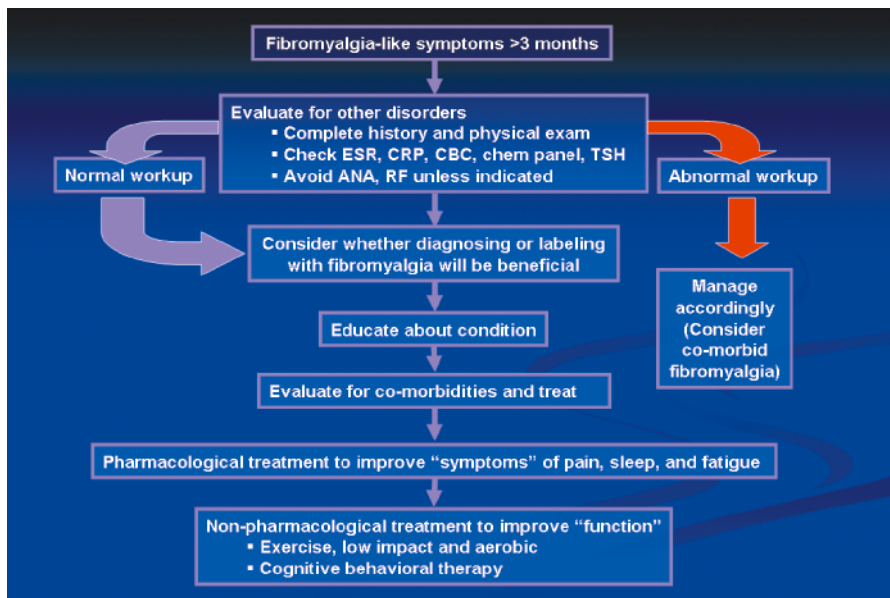 Fibromyalgia-like symptoms >3 months
Evaluate for other disorders
▪ Complete history and physical exam
▪ Check ESR, CRP, CBC, chem panel, TSH
▪ Avoid ANA, RF unless indicated
Normal workup
Abnormal workup
Consider whether diagnosing or labeling
with fibromyalgia will be beneficial
Manage
accordingly
(Consider
co-morbid
fibromyalgia)
Educate about condition
Evaluate for co-morbidities and treat
Pharmacological treatment to improve “symptoms” of pain, sleep, and fatigue
Non-pharmacological treatment to improve “function”
▪ Exercise, low impact and aerobic
▪ Cognitive behavioral therapy